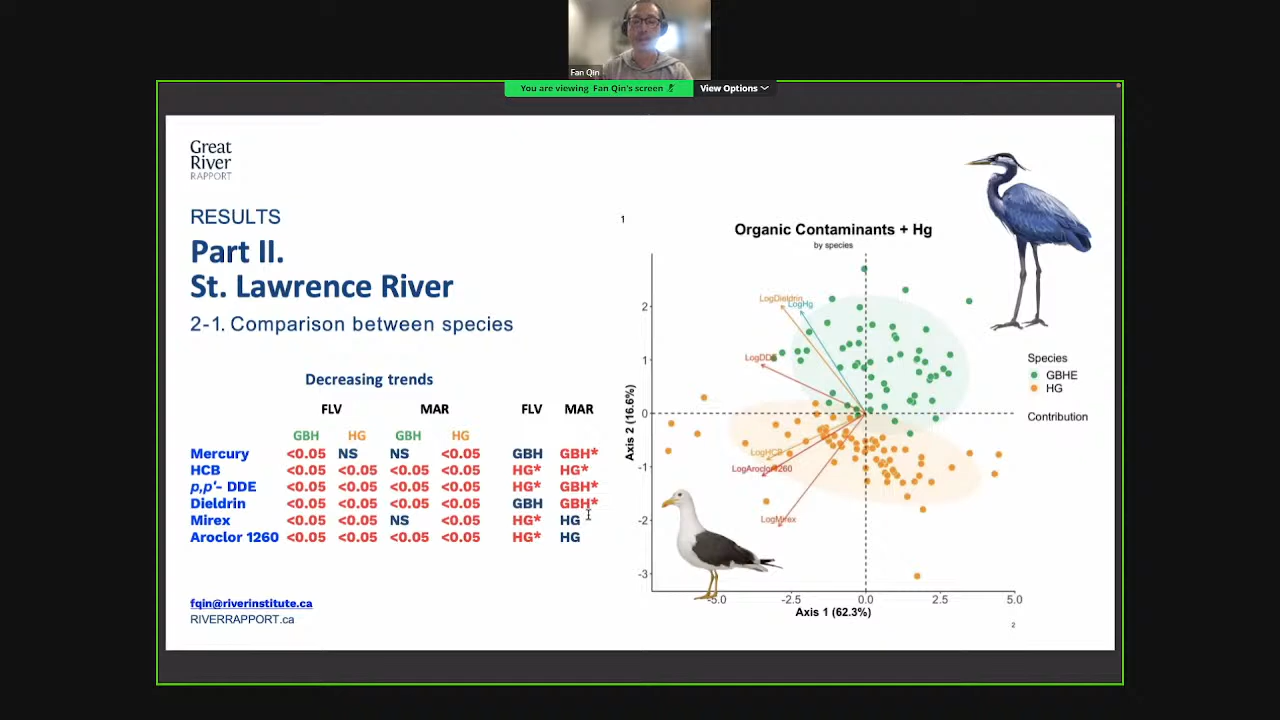 Fan Qin
You are viewing Fan Qin's screen
View Options
Great
River
RAPPORT
RESULTS
Part II.
St. Lawrence River
2-1. Comparison between species
Decreasing trends
FLV MAR FLV MAR
GBH HG GBH HG
Mercury <0.05 NS NS <0.05 GBH GBH*
HCB <0.05 <0.05 <0.05 <0.05 HG* HG*
p,p'- DDE <0.05 <0.05 <0.05 <0.05 HG* GBH*
Dieldrin <0.05 <0.05 <0.05 <0.05 GBH GBH*
Mirex <0.05 <0.05 NS <0.05 HG* HG
Aroclor 1260 <0.05 <0.05 <0.05 <0.05 HG* HG
fqin@riverinstitute.ca
RIVERRAPPORT.ca
1
Organic Contaminants + Hg
by species
LogDieldrin
LogHg
LogHCB
LogAroclor1260
LogMirex
2
1
0
-1
-2
-3
Axis 2 (16.6%)
-5.0 -2.5 0.0 2.5 5.0
Axis 1 (62.3%)
Species
GBHE
HG
Contribution
2